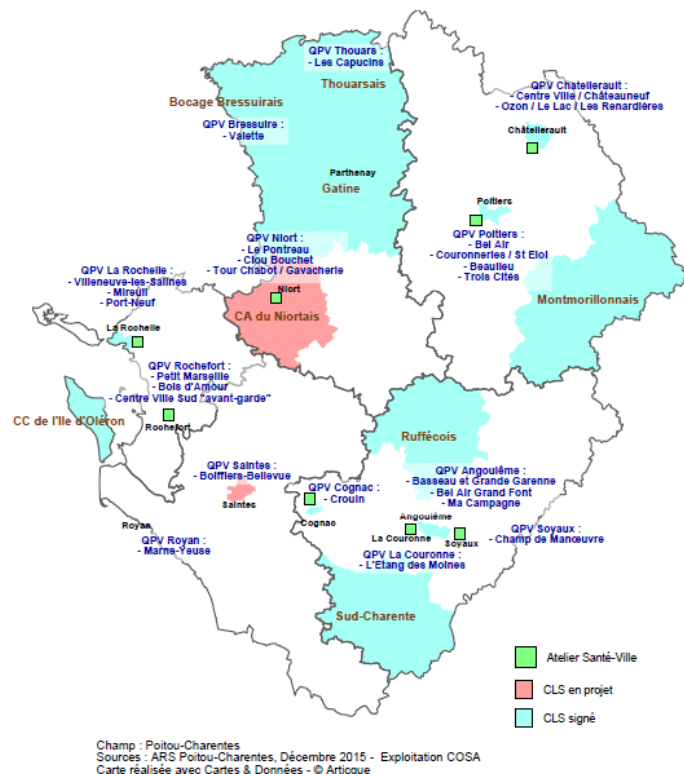 QPV Thouars :
- Les Capucins
Thouarsais
Bocage Bressuirais
QPV Bressuire :
- Valette
QPV Chatellerault :
- Centre Ville / Châteauneuf
- Ozon / Le Lac / Les Renardières
Châtellerault
Parthenay
Gatine
Poitiers
QPV Poitiers :
- Bel Air
- Couronneries / St Eloi
- Beaulieu
- Trois Cités
Montmorillonnais
QPV Niort :
- Le Pontreau
- Clou Bouchet
- Tour Chabot / Gavacherie
Niort
CA du Niortais
QPV La Rochelle :
- Villeneuve-les-Salines
- Mireuil
- Port-Neuf
La Rochelle
QPV Rochefort :
- Petit Marseille
- Bois d'Amour
- Centre Ville Sud "avant-garde"
Rochefort
CC de l'Ile d'Oléron
Ruffécois
QPV Saintes :
- Boiffiers-Bellevue
Saintes
QPV Cognac :
- Crouin
Cognac
QPV Angoulême :
- Basseau et Grande Garenne
- Bel Air Grand Font
- Ma Campagne
Angoulême
La Couronne
Soyaux
QPV Soyaux :
- Champ de Manœuvre
QPV La Couronne :
- L'Etang des Moines
Royan
QPV Royan :
- Marne-Yeuse
Sud-Charente
Atelier Santé-Ville
CLS en projet
CLS signé
Champ : Poitou-Charentes
Sources : ARS Poitou-Charentes, Décembre 2015 - Exploitation COSA
Carte réalisée avec Cartes & Données - © Articque